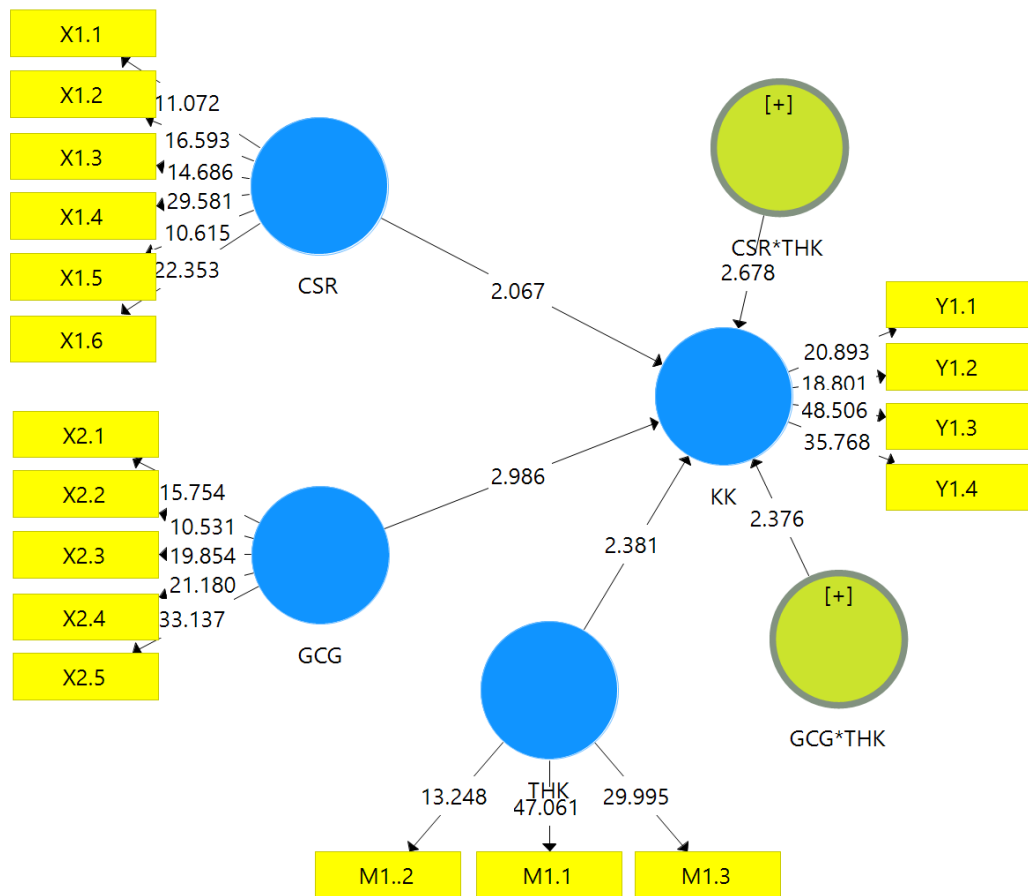 X1.1
X1.2
X1.3
X1.4
X1.5
X1.6
11.072
16.593
14.686
29.581
10.615
22.353
CSR
2.067
[+]
CSR*THK
2.678
Y1.1
Y1.2
Y1.3
Y1.4
20.893
18.801
48.506
35.768
KK
X2.1
X2.2
X2.3
X2.4
X2.5
15.754
10.531
19.854
21.180
33.137
GCG
2.986
2.381
2.376
[+]
GCG*THK
THK
13.248
47.061
29.995
M1..2
M1.1
M1.3